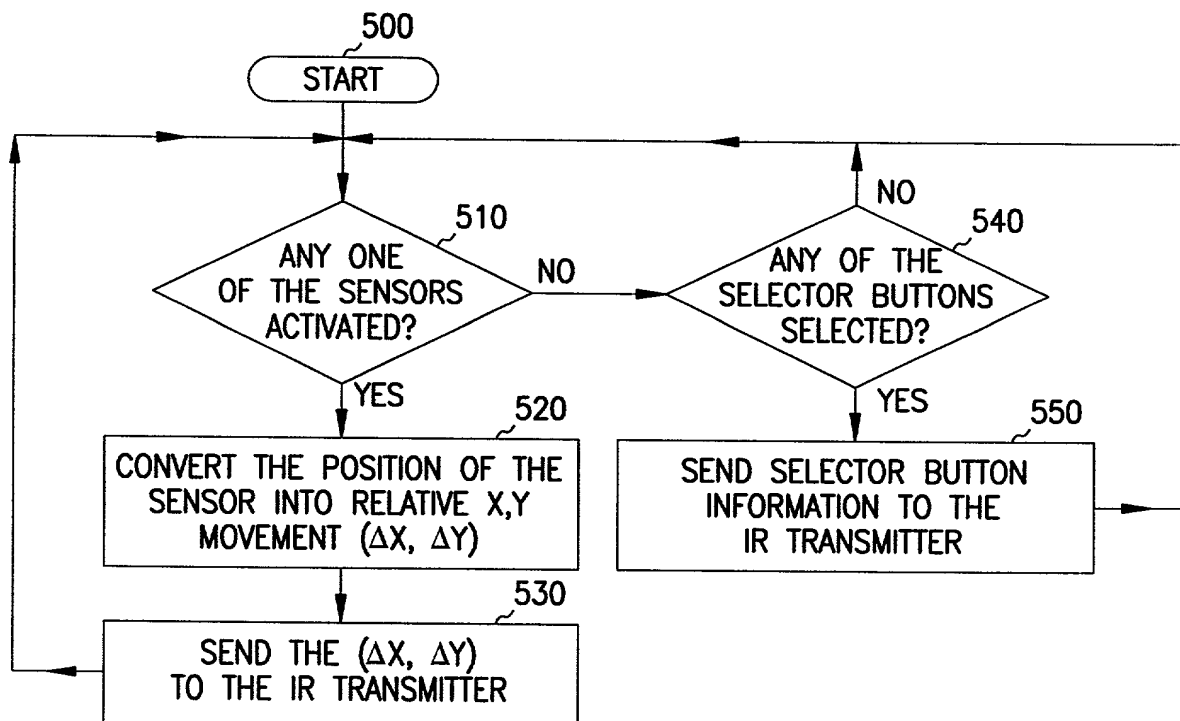 500
START
510
ANY ONE
OF THE SENSORS
ACTIVATED?
NO
YES
540
ANY OF THE
SELECTOR BUTTONS
SELECTED?
NO
YES
520
CONVERT THE POSITION OF THE
SENSOR INTO RELATIVE X,Y
MOVEMENT (ΔX, ΔY)
530
SEND THE (ΔX, ΔY)
TO THE IR TRANSMITTER
550
SEND SELECTOR BUTTON
INFORMATION TO THE
IR TRANSMITTER